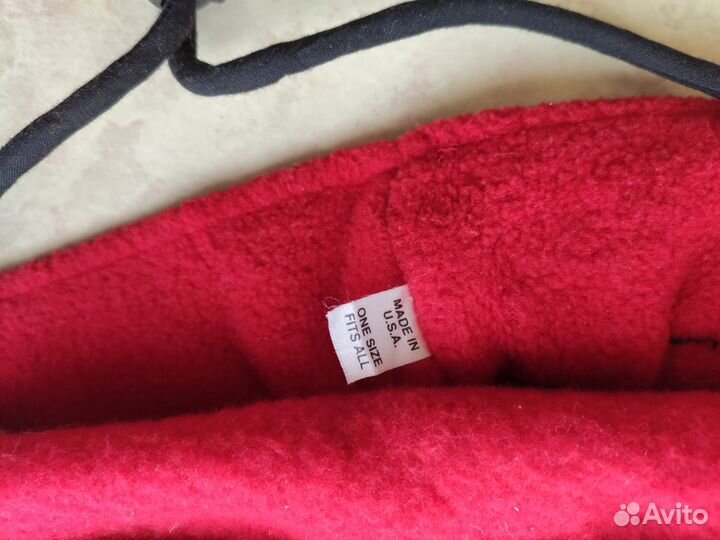 MADE IN
U.S.A.
ONE SIZE
FITS ALL
Avito